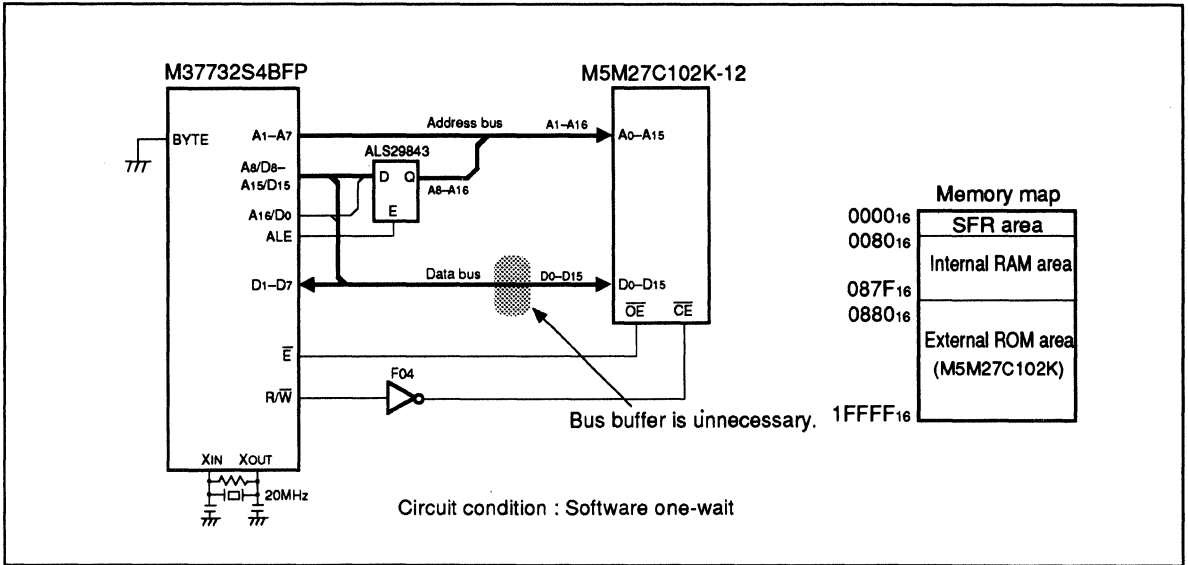 M37732S4BFP
M5M27C102K-12
BYTE
A1–A7
Address bus
A1–A16
A0–A15
A8/D8–
A15/D15
ALS29843
D
Q
E
A8–A16
A16/D0
ALE
D1–D7
Data bus
D0–D15
D0–D15
OE
CE
E
F04
R/W
Bus buffer is unnecessary.
XIN
XOUT
20MHz
Circuit condition : Software one-wait
Memory map
0000₁₆
SFR area
0080₁₆
Internal RAM area
087F₁₆
0880₁₆
External ROM area
(M5M27C102K)
1FFFF₁₆